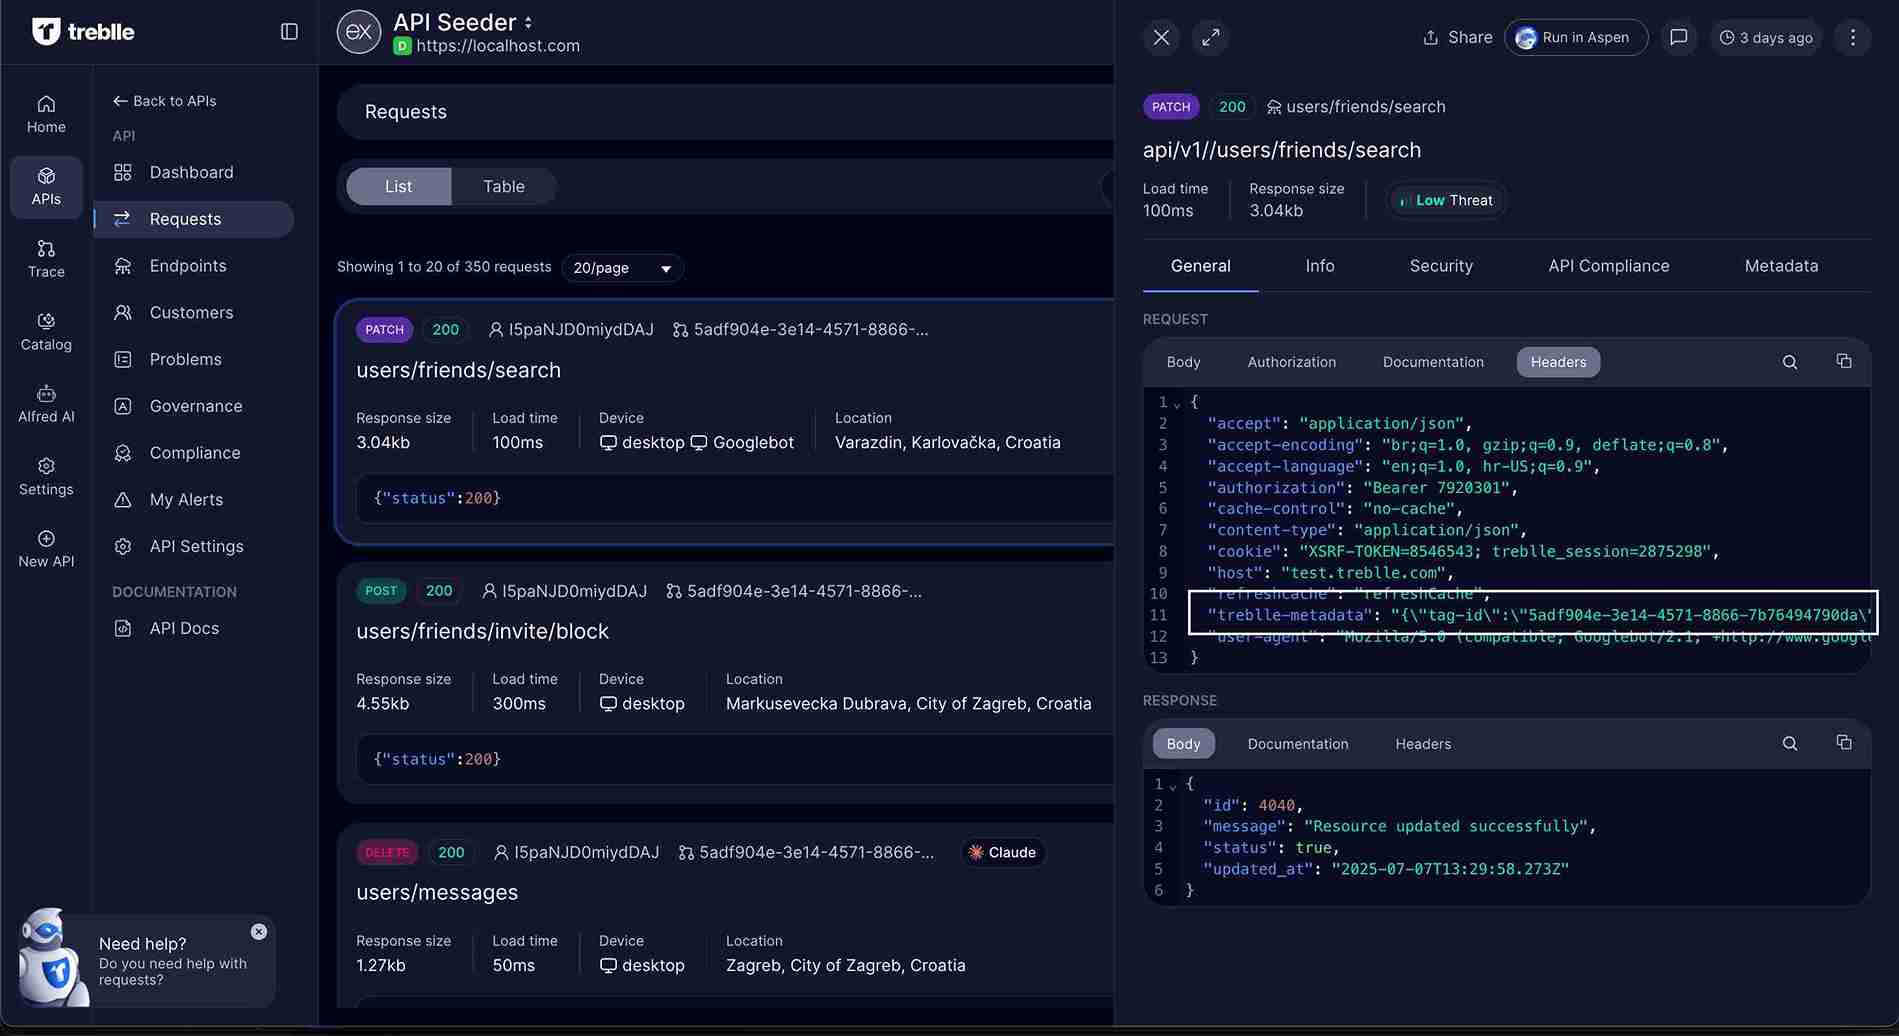 treblle
Home
APIs
Trace
Catalog
Alfred AI
Settings
New API
Back to APIs
API
Dashboard
Requests
Endpoints
Customers
Problems
Governance
Compliance
My Alerts
API Settings
DOCUMENTATION
API Docs
Need help?
Do you need help with
requests?
eX
API Seeder
D https://localhost.com
Requests
List Table
Showing 1 to 20 of 350 requests 20/page
PATCH 200 I5paNJD0miydDAJ 5adf904e-3e14-4571-8866-...
users/friends/search
Response size Load time Device Location
3.04kb 100ms desktop Googlebot Varazdin, Karlovačka, Croatia
{"status":200}
POST 200 I5paNJD0miydDAJ 5adf904e-3e14-4571-8866-...
users/friends/invite/block
Response size Load time Device Location
4.55kb 300ms desktop Markusevecka Dubrava, City of Zagreb, Croatia
{"status":200}
DELETE 200 I5paNJD0miydDAJ 5adf904e-3e14-4571-8866-... Claude
users/messages
Response size Load time Device Location
1.27kb 50ms desktop Zagreb, City of Zagreb, Croatia
Share Run in Aspen 3 days ago
PATCH 200 users/friends/search
api/v1//users/friends/search
Load time Response size
100ms 3.04kb Low Threat
General Info Security API Compliance Metadata
REQUEST
Body Authorization Documentation Headers
1 {
2 "accept": "application/json",
3 "accept-encoding": "br;q=1.0, gzip;q=0.9, deflate;q=0.8",
4 "accept-language": "en;q=1.0, hr-US;q=0.9",
5 "authorization": "Bearer 7920301",
6 "cache-control": "no-cache",
7 "content-type": "application/json",
8 "cookie": "XSRF-TOKEN=8546543; treblle_session=2875298",
9 "host": "test.treblle.com",
10 "refreshcache": "refreshCache",
11 "treblle-metadata": "{\"tag-id\":\"5adf904e-3e14-4571-8866-7b76494790da\"
12 "user-agent": "Mozilla/5.0 (compatible; Googlebot/2.1; +http://www.googl
13 }
RESPONSE
Body Documentation Headers
1 {
2 "id": 4040,
3 "message": "Resource updated successfully",
4 "status": true,
5 "updated_at": "2025-07-07T13:29:58.273Z"
6 }